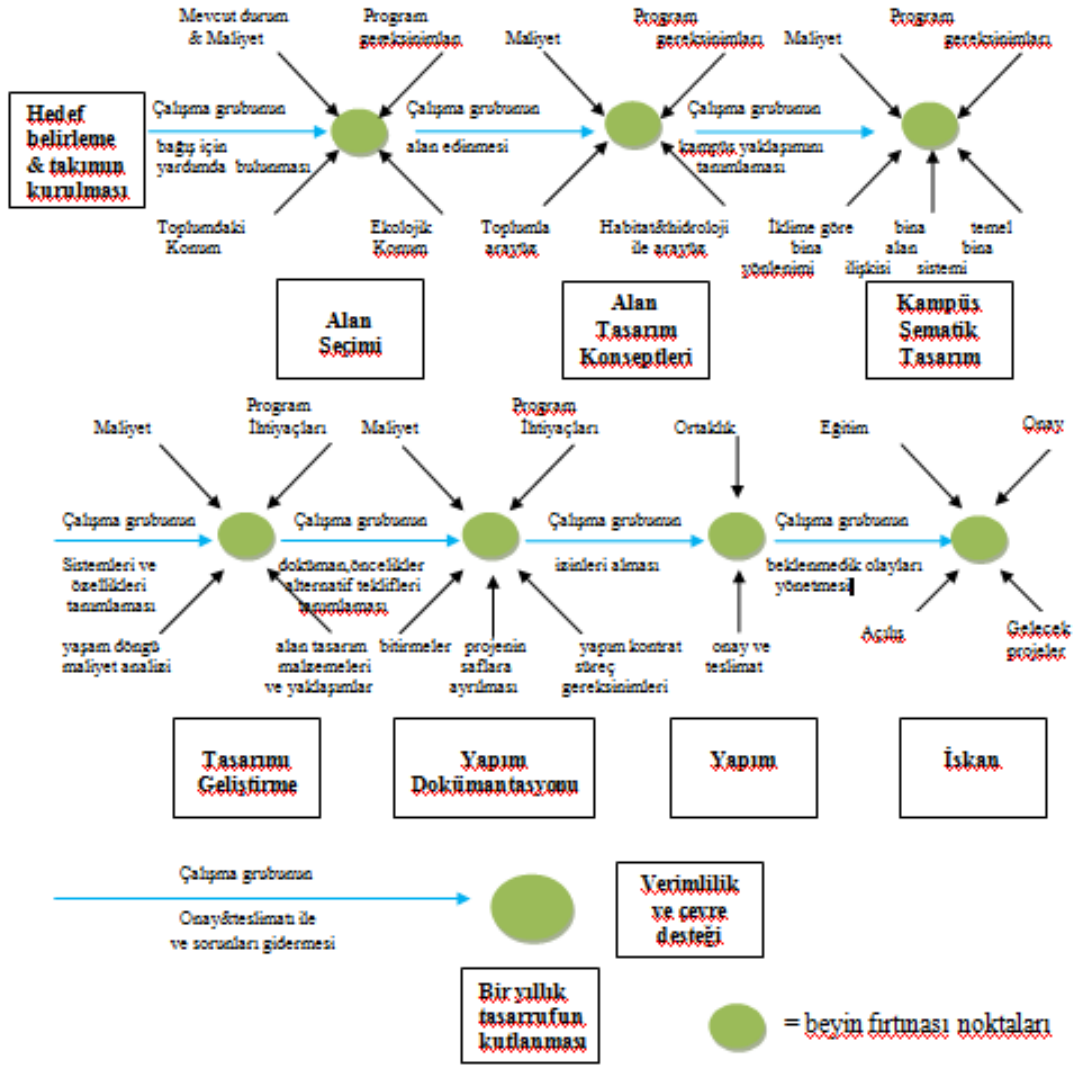 Mevcut durum
& Maliyet
Program
gereksinimları
Maliyet
Program
gereksinimları
Maliyet
Program
gereksinimları
Hedef
belirleme
& takımın
kurulması
Çalışma grubunun
bağış için
yardımda bulunması
Çalışma grubunun
alan edinmesi
Çalışma grubunun
kampüs yaklaşımını
tanımlaması
Toplumdaki
Konum
Ekolojik
Konum
Toplumla
arayüz
Habitat&hidroloji
ile arayüz
İklime göre
bina
yönlenimi
bina
alan
ilişkisi
temel
bina
sistemi
Alan
Seçimi
Alan
Tasarım
Konseptleri
Kampüs
Şematik
Tasarım
Maliyet
Program
İhtiyaçları
Maliyet
Program
İhtiyaçları
Ortaklık
Eğitim
Onay
Çalışma grubunun
Sistemleri ve
özellikleri
tanımlaması
Çalışma grubunun
doküman,öncelikler
alternatif teklifleri
tanımlaması
Çalışma grubunun
izinleri alması
Çalışma grubunun
beklenmedik olayları
yönetmesi
yaşam döngü
maliyet analizi
alan tasarım
malzemeleri
ve yaklaşımlar
bitirmeler
projenin
saflara
ayrılması
yapım kontrat
süreç
gereksinimleri
onay ve
teslimat
Açılış
Gelecek
projeler
Tasarımı
Geliştirme
Yapım
Dokümantasyonu
Yapım
İskan
Çalışma grubunun
Onay&teslimatı ile
ve sorunları gidermesi
Verimlilik
ve çevre
desteği
Bir yıllık
tasarrufun
kutlanması
= beyin fırtınası noktaları